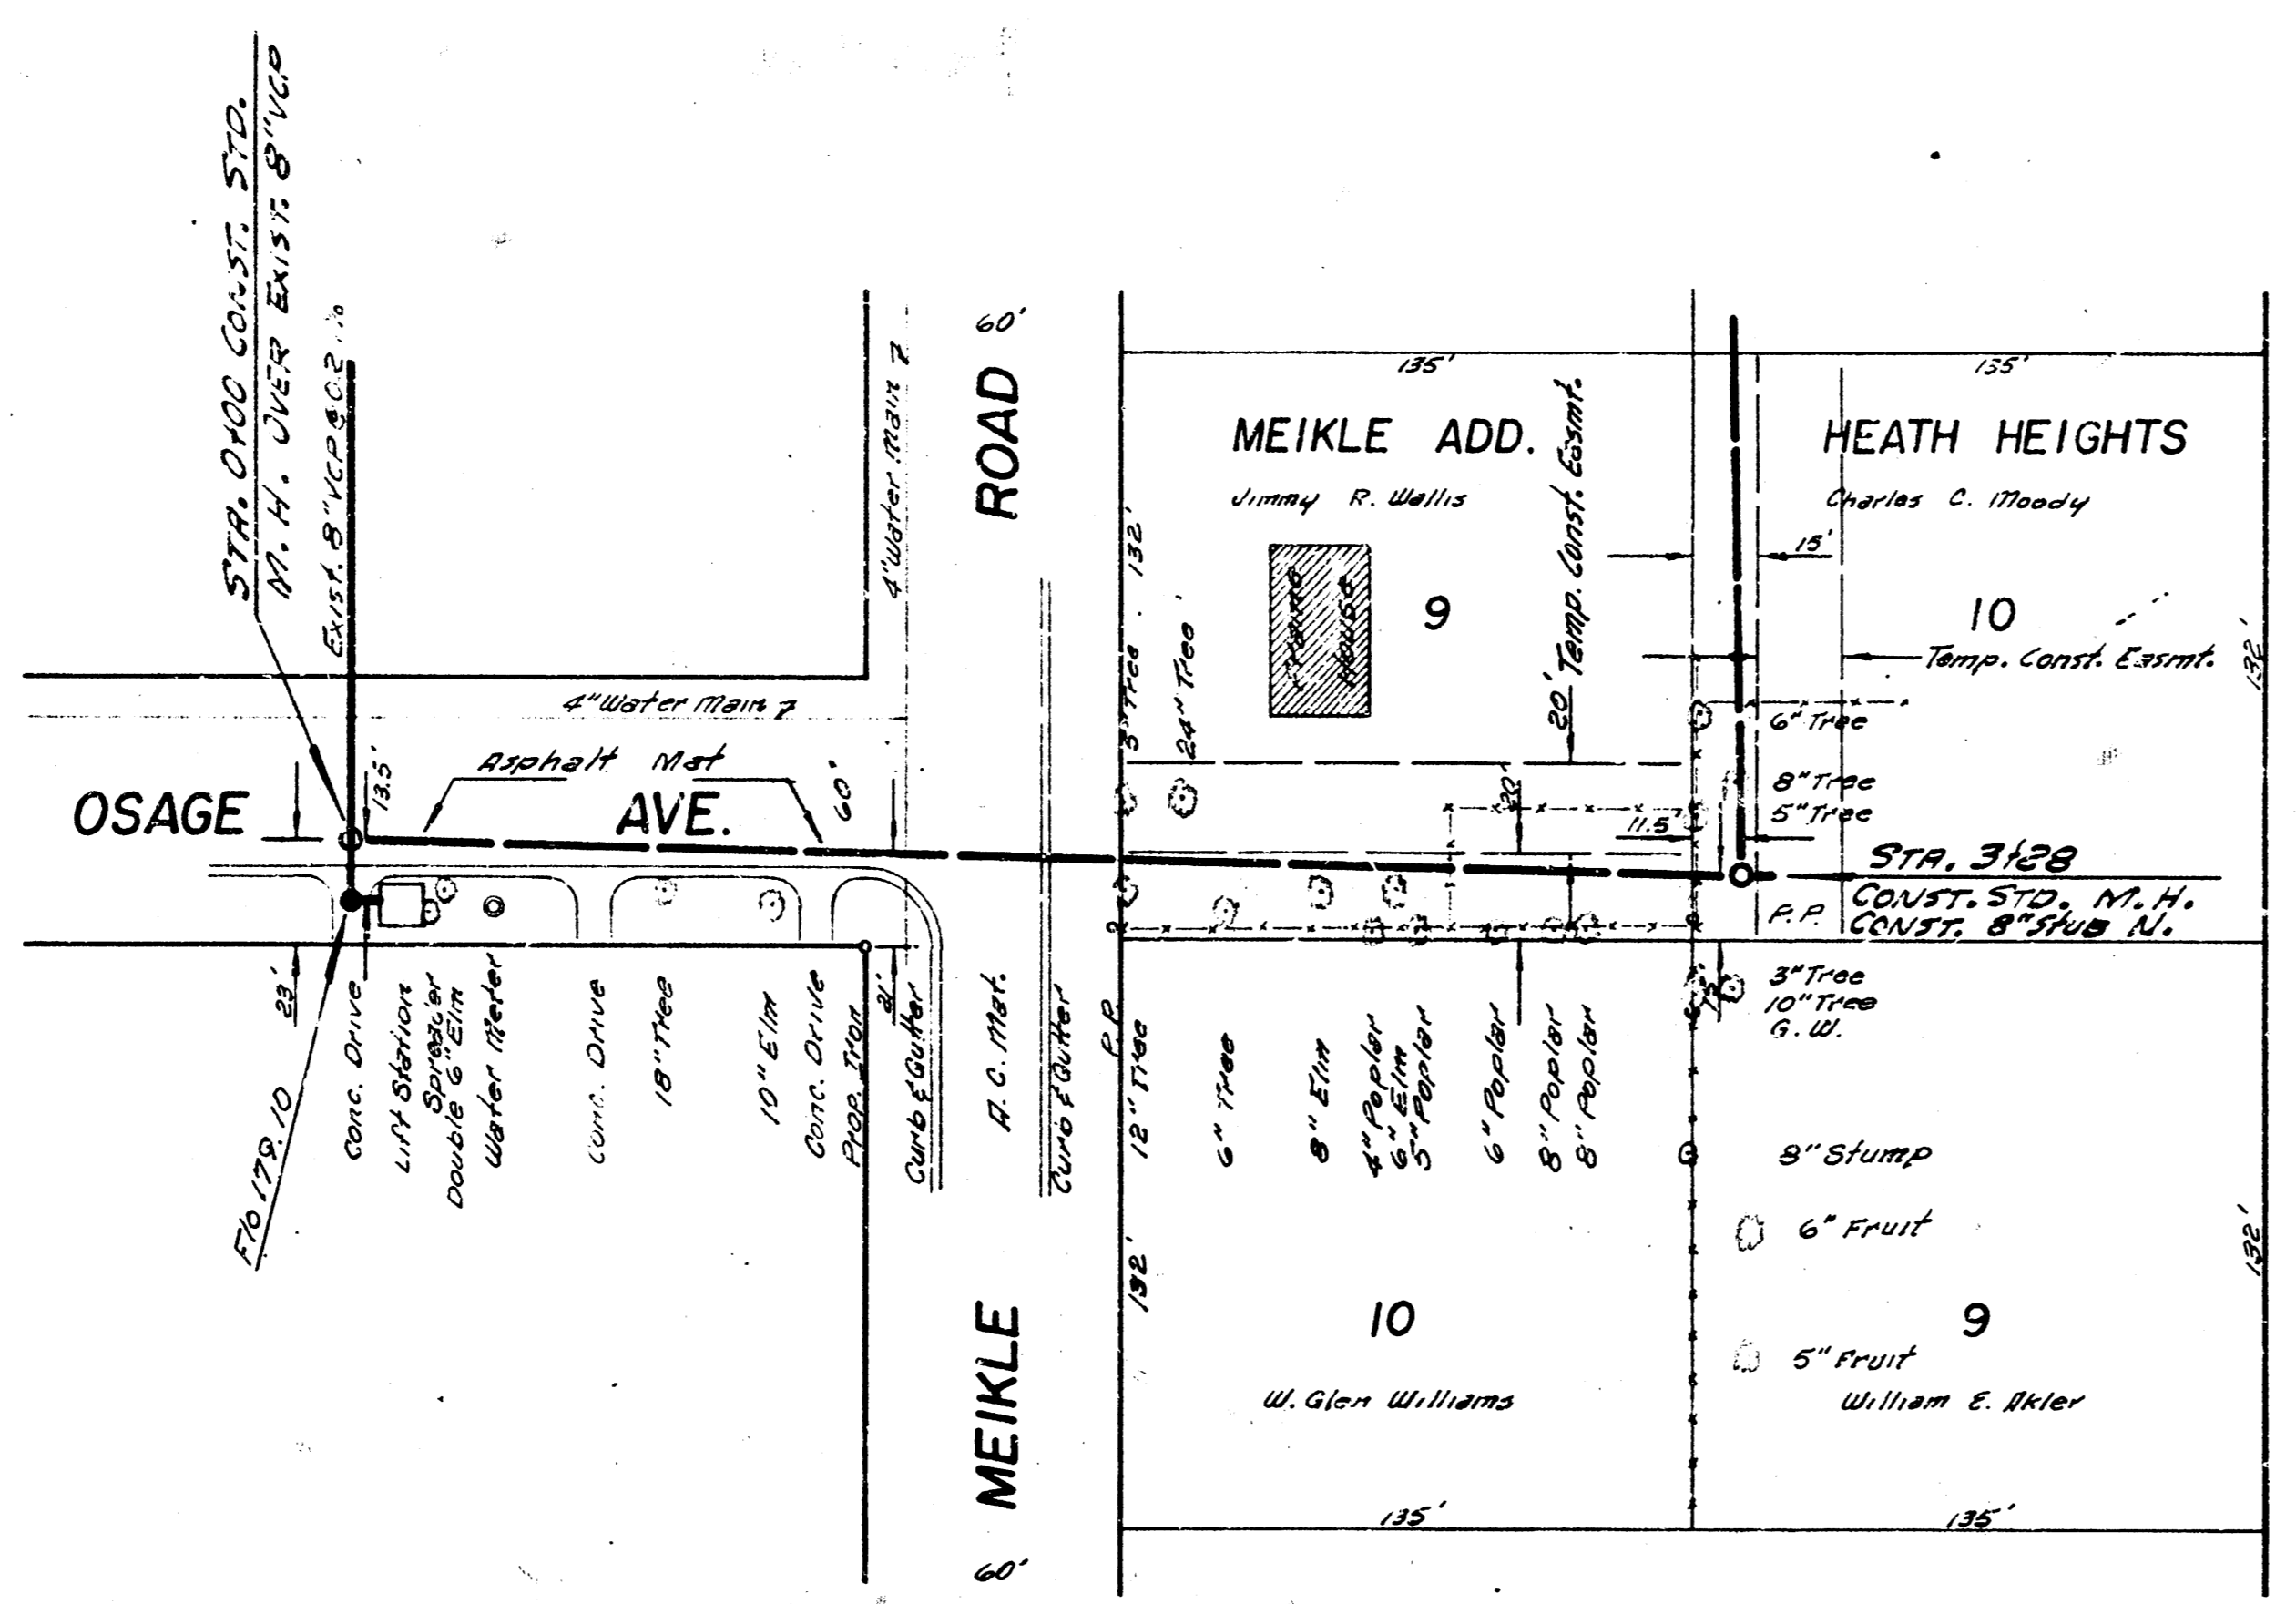 STA. 0+00 CONST. STD.
M. H. OVER EXIST. 8" VCP
EXIST. 8" VCP @ 0.2
4" Water Main
60'
ROAD
135'
135'
MEIKLE ADD.
HEATH HEIGHTS
Jimmy R. Wallis
Charles C. Moody
20' Temp. Const. Easmt.
15'
132'
Frame
House
9
10
Temp. Const. Easmt.
132'
4" Water Main
3" Tree
24" Tree
6" Tree
Asphalt Mat
13.5'
60'
OSAGE AVE.
20'
8" Tree
5" Tree
11.5'
STA. 3+28
CONST. STD. M. H.
CONST. 8" Stub N.
P. P.
23'
21'
Conc. Drive
Lift Station
Spreader
Double 6" Elm
Water Meter
Conc. Drive
18" Tree
10" Elm
Conc. Drive
Prop. Iron
Curb & Gutter
A. C. Mat.
Curb & Gutter
P. P.
12" Tree
6" Tree
8" Elm
4" Poplar
6" Elm
5" Poplar
6" Poplar
8" Poplar
8" Poplar
3" Tree
10" Tree
G. W.
8" Stump
6" Fruit
5" Fruit
132'
132'
10
9
W. Glen Williams
William E. Akler
MEIKLE
135'
135'
60'